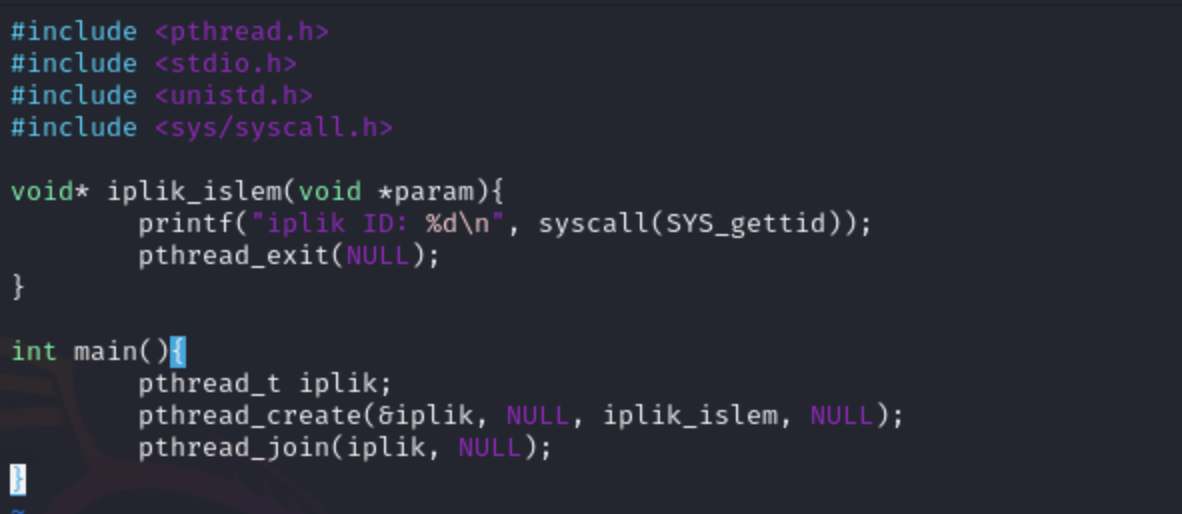 #include <pthread.h>
#include <stdio.h>
#include <unistd.h>
#include <sys/syscall.h>

void* iplik_islem(void *param){
        printf("iplik ID: %d\n", syscall(SYS_gettid));
        pthread_exit(NULL);
}

int main(){
        pthread_t iplik;
        pthread_create(&iplik, NULL, iplik_islem, NULL);
        pthread_join(iplik, NULL);
}
~